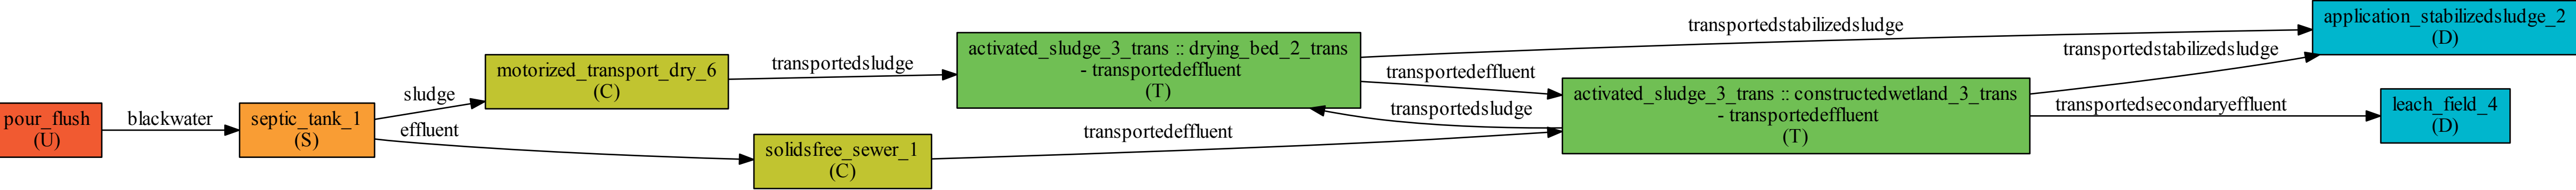 pour_flush
(U)
blackwater
septic_tank_1
(S)
sludge
effluent
motorized_transport_dry_6
(C)
solidsfree_sewer_1
(C)
transportedsludge
transportedeffluent
activated_sludge_3_trans :: drying_bed_2_trans
- transportedeffluent
(T)
transportedstabilizedsludge
transportedeffluent
transportedsludge
activated_sludge_3_trans :: constructedwetland_3_trans
- transportedeffluent
(T)
transportedstabilizedsludge
transportedsecondaryeffluent
application_stabilizedsludge_2
(D)
leach_field_4
(D)